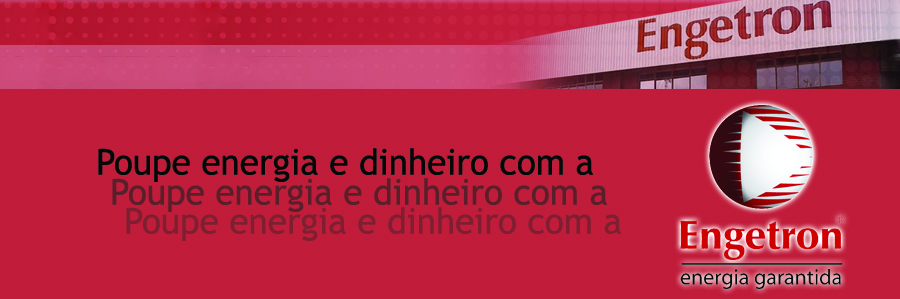 Engetron
Poupe energia e dinheiro com a
Poupe energia e dinheiro com a
Poupe energia e dinheiro com a
Engetron®
energia garantida